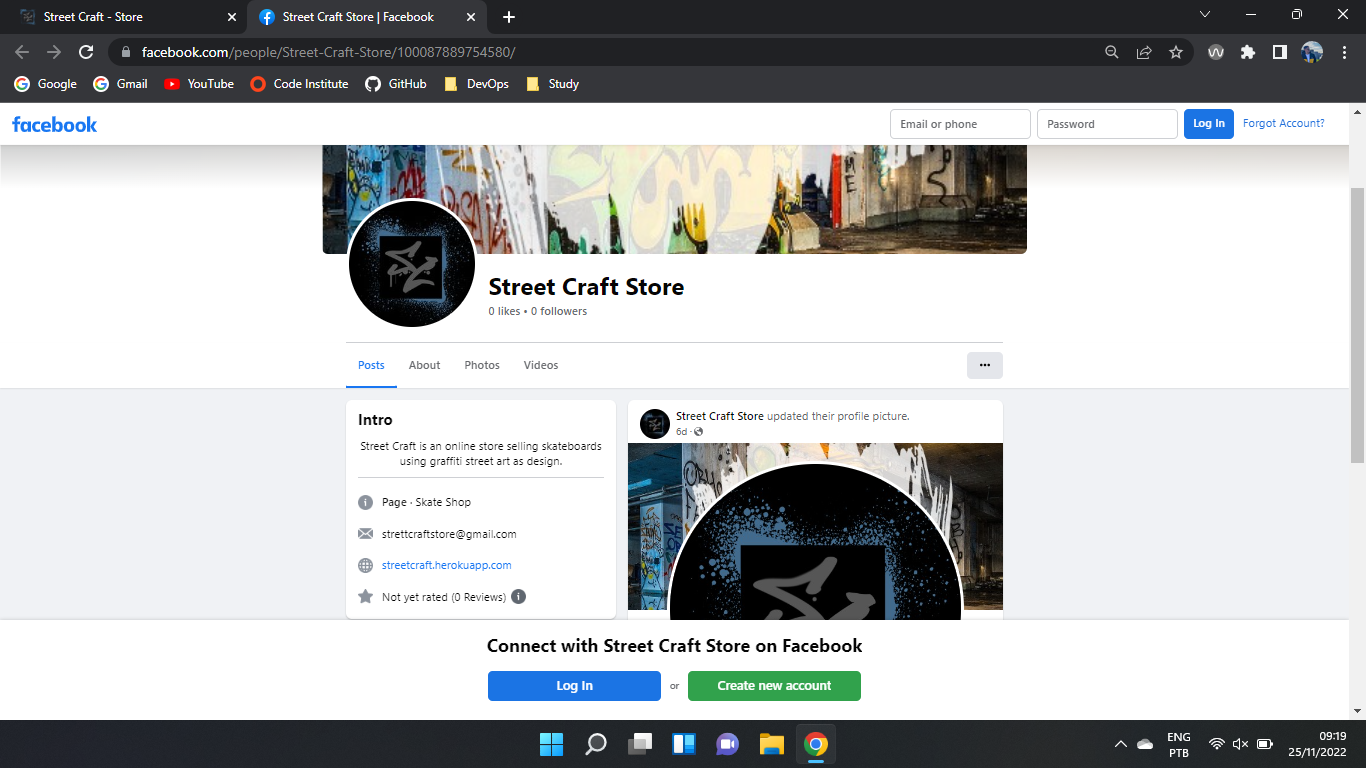 Street Craft - Store
Street Craft Store | Facebook
facebook.com/people/Street-Craft-Store/100087889754580/
Google
Gmail
YouTube
Code Institute
GitHub
DevOps
Study
facebook
Email or phone
Password
Log In
Forgot Account?
Street Craft Store
0 likes • 0 followers
Posts
About
Photos
Videos
Intro
Street Craft is an online store selling skateboards
using graffiti street art as design.
Page · Skate Shop
strettcraftstore@gmail.com
streetcraft.herokuapp.com
Not yet rated (0 Reviews)
Street Craft Store updated their profile picture.
6d ·
Connect with Street Craft Store on Facebook
Log In
or
Create new account
ENG
PTB
09:19
25/11/2022